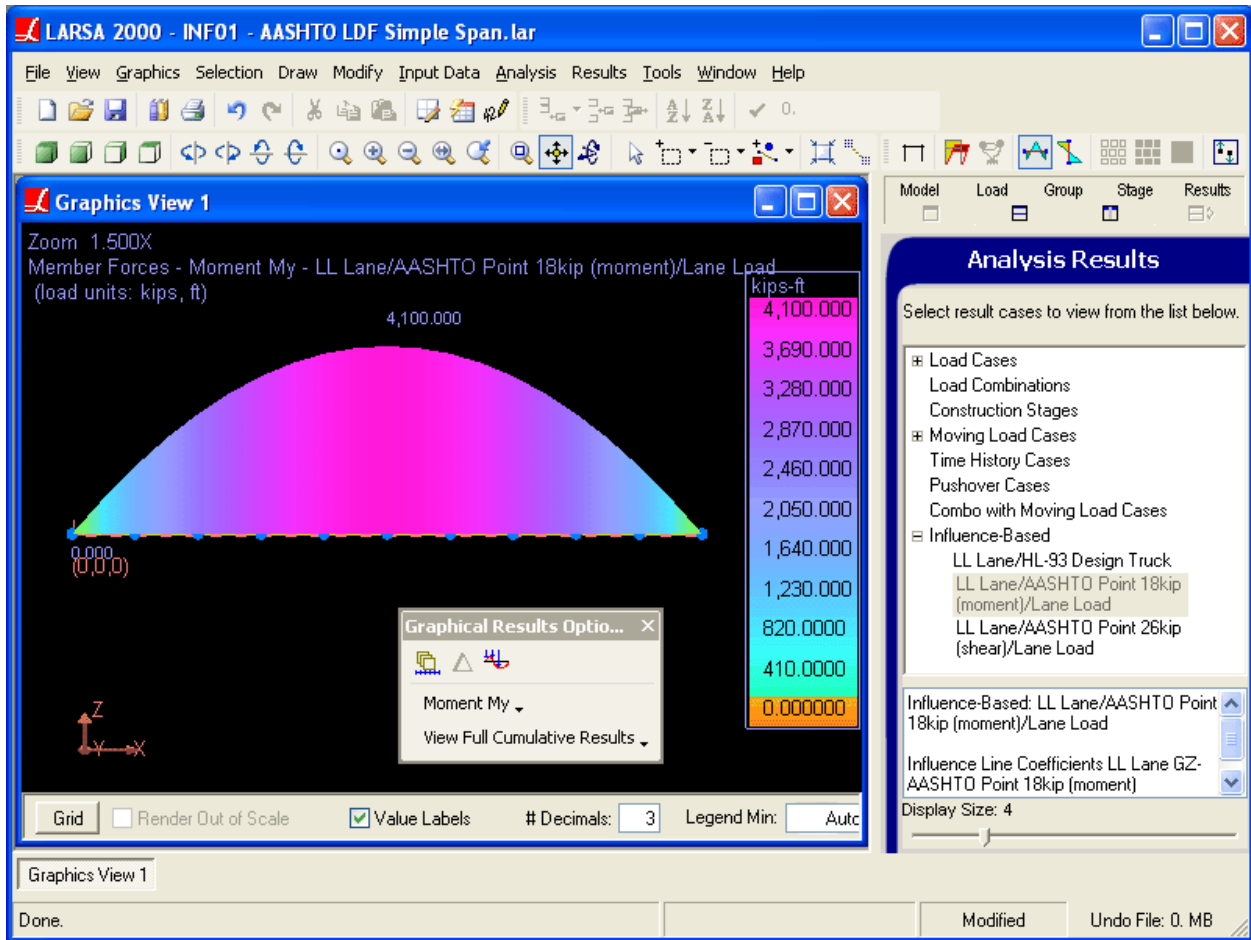 LARSA 2000 - INF01 - AASHTO LDF Simple Span.lar
File View Graphics Selection Draw Modify Input Data Analysis Results Tools Window Help
0.
Graphics View 1
Zoom 1.500X
Member Forces - Moment My - LL Lane/AASHTO Point 18kip (moment)/Lane Load
(load units: kips, ft)
4,100.000
0.000
(0,0,0)
Z
Y
X
kips-ft
4,100.000
3,690.000
3,280.000
2,870.000
2,460.000
2,050.000
1,640.000
1,230.000
820.0000
410.0000
0.000000
Graphical Results Optio...
Moment My
View Full Cumulative Results
Grid Render Out of Scale Value Labels # Decimals: 3 Legend Min: Auto
Model Load Group Stage Results
Analysis Results
Select result cases to view from the list below.
Load Cases
Load Combinations
Construction Stages
Moving Load Cases
Time History Cases
Pushover Cases
Combo with Moving Load Cases
Influence-Based
LL Lane/HL-93 Design Truck
LL Lane/AASHTO Point 18kip
(moment)/Lane Load
LL Lane/AASHTO Point 26kip
(shear)/Lane Load
Influence-Based: LL Lane/AASHTO Point
18kip (moment)/Lane Load
Influence Line Coefficients LL Lane GZ-
AASHTO Point 18kip (moment)
Display Size: 4
Graphics View 1
Done. Modified Undo File: 0. MB